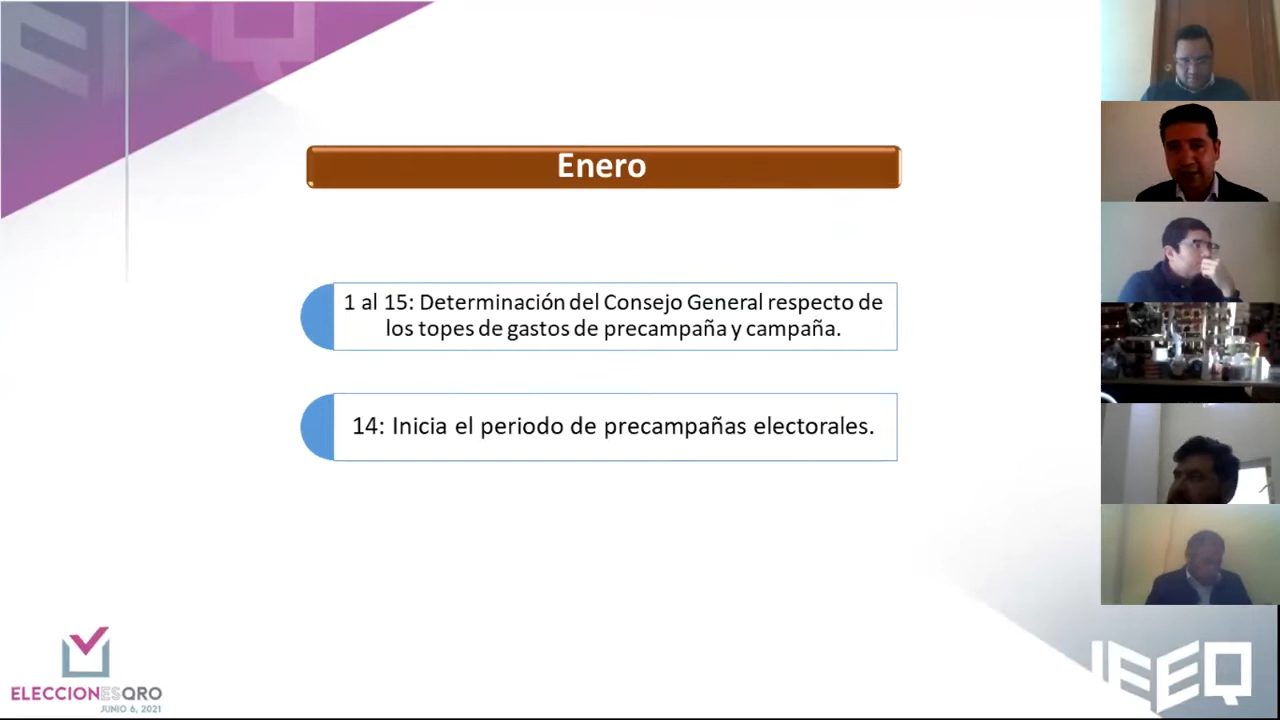 EQ
Enero
1 al 15: Determinación del Consejo General respecto de
los topes de gastos de precampaña y campaña.
14: Inicia el periodo de precampañas electorales.
ELECCIONESQRO
JUNIO 6, 2021
IEEQ